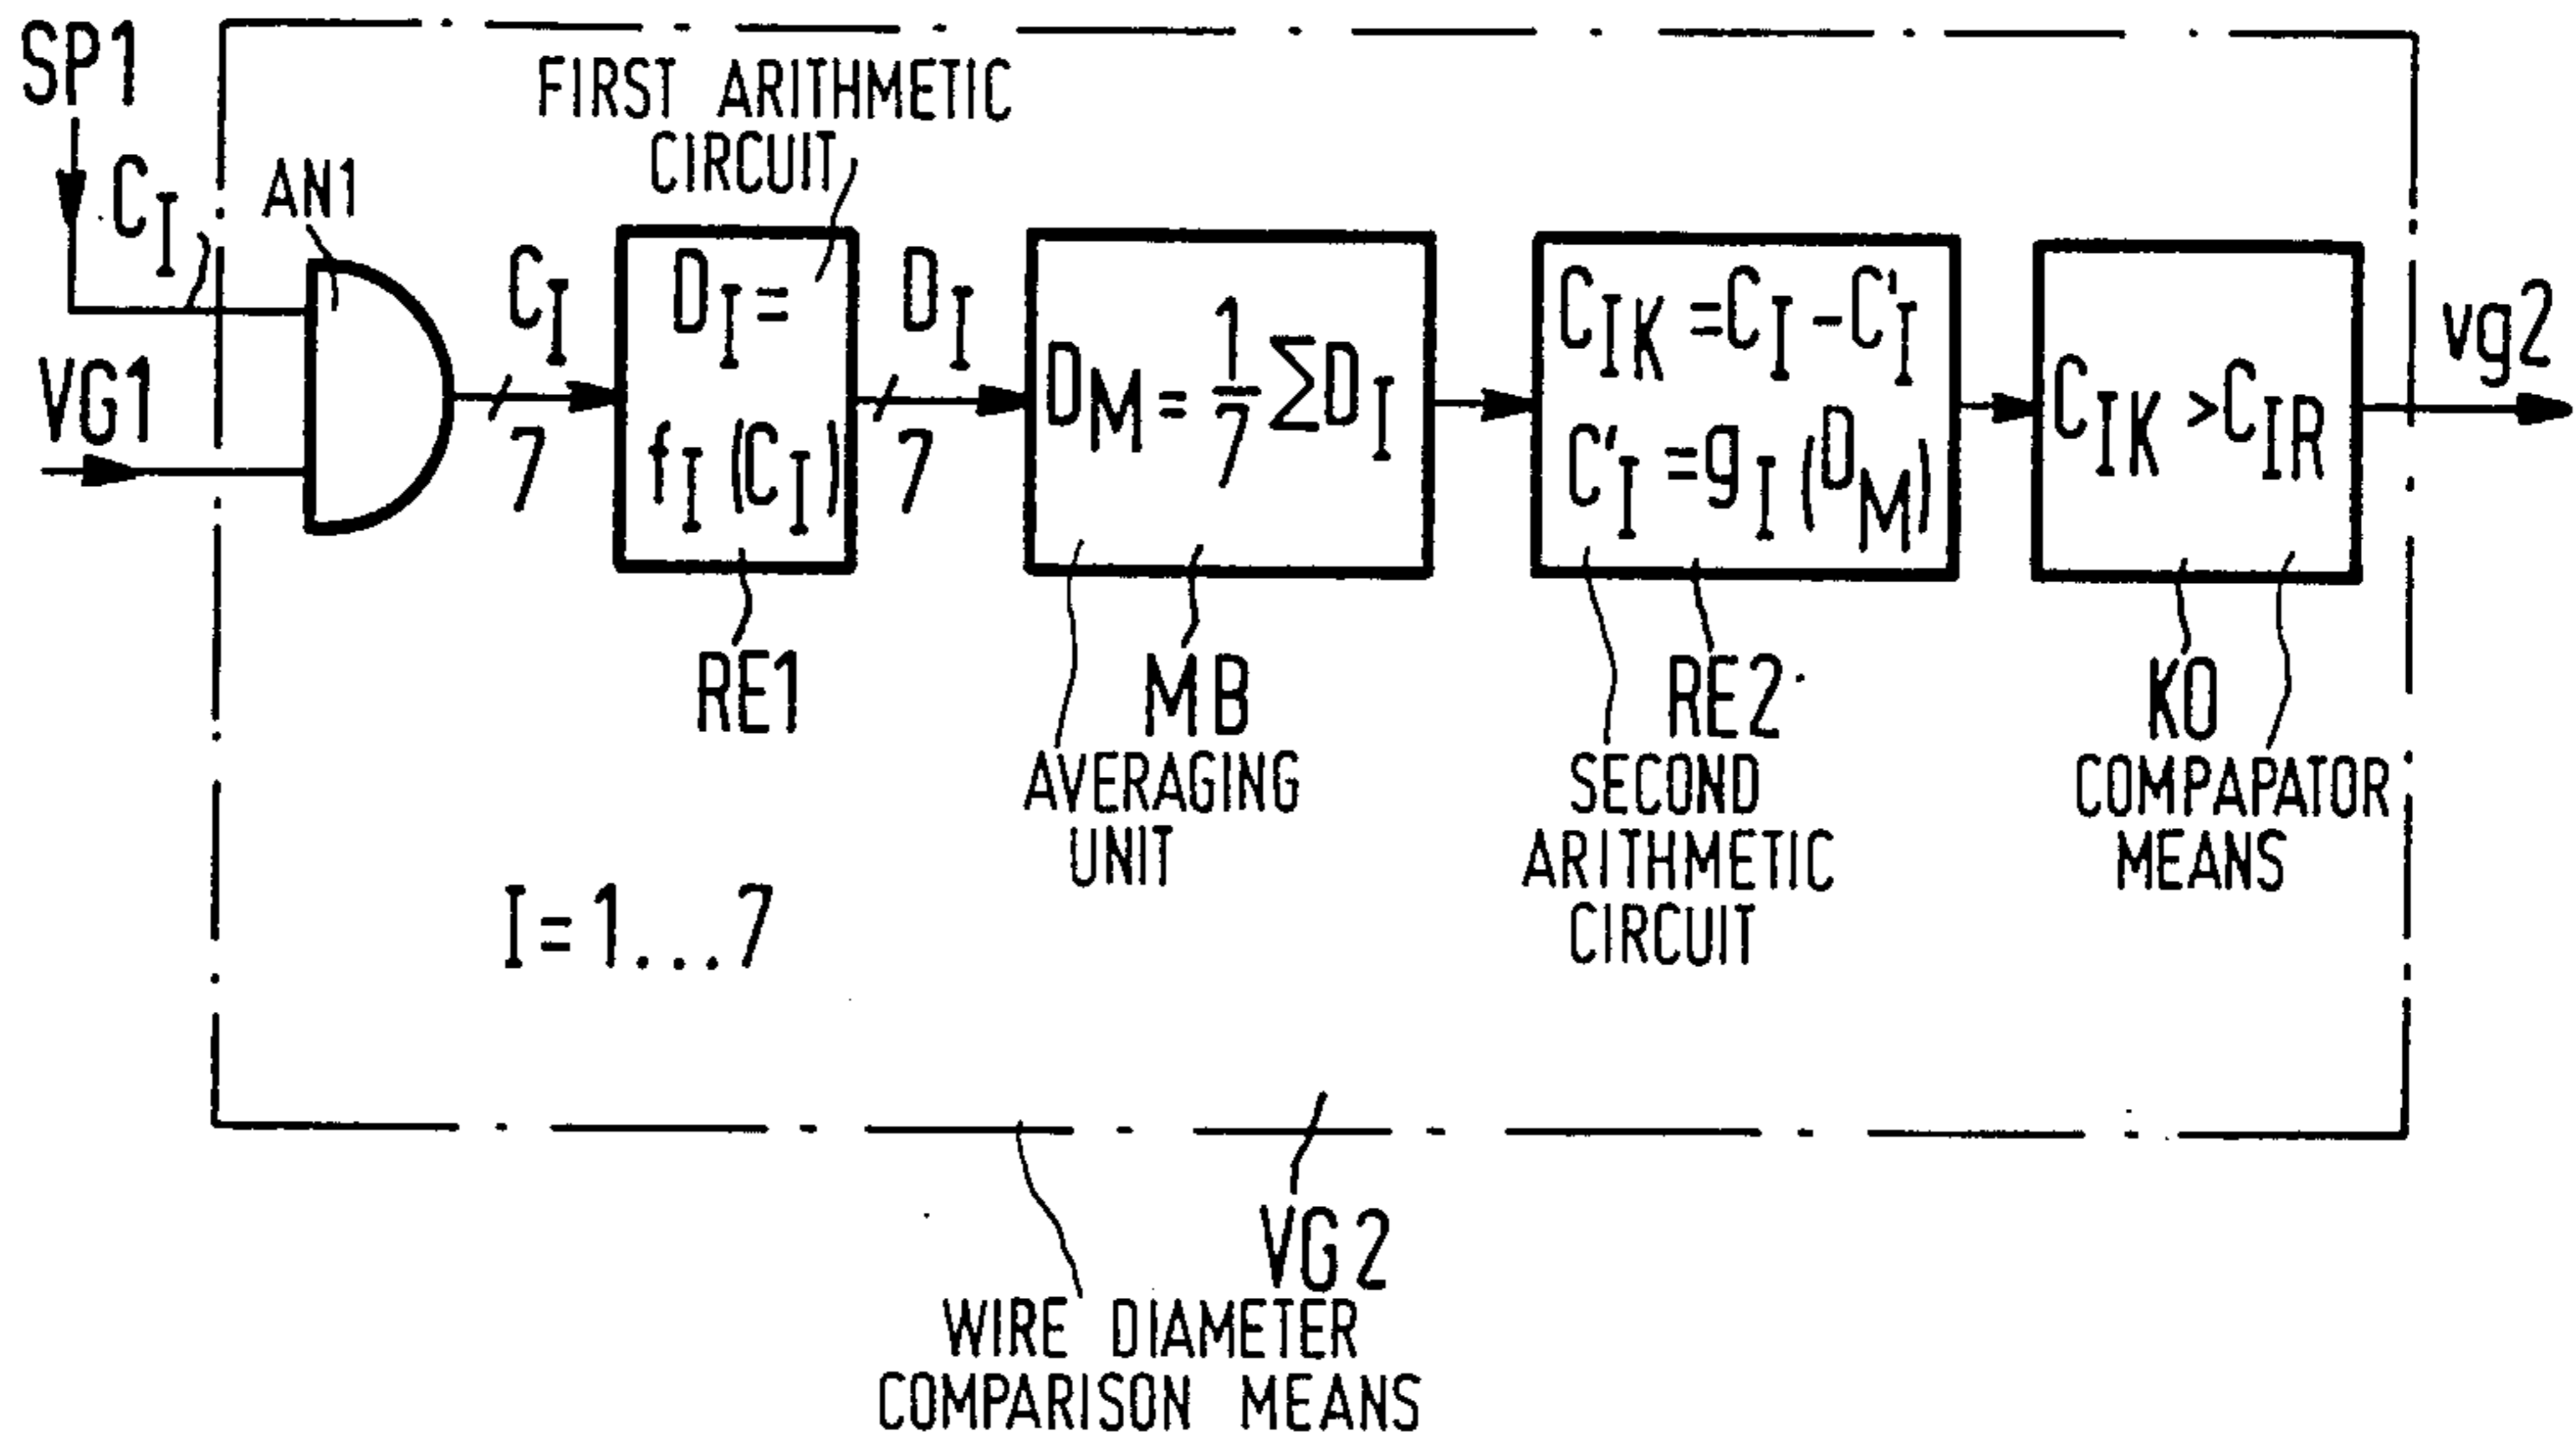 SP1
FIRST ARITHMETIC
CIRCUIT
C_I
AN1
VG1
C_I
7
D_I =
f_I (C_I)
D_I
7
D_M = 1/7 ΣD_I
C_IK = C_I - C'_I
C'_I = g_I (D_M)
C_IK > C_IR
vg2
RE1
MB
AVERAGING
UNIT
RE2
SECOND
ARITHMETIC
CIRCUIT
KO
COMPAPATOR
MEANS
I = 1...7
VG2
WIRE DIAMETER
COMPARISON MEANS